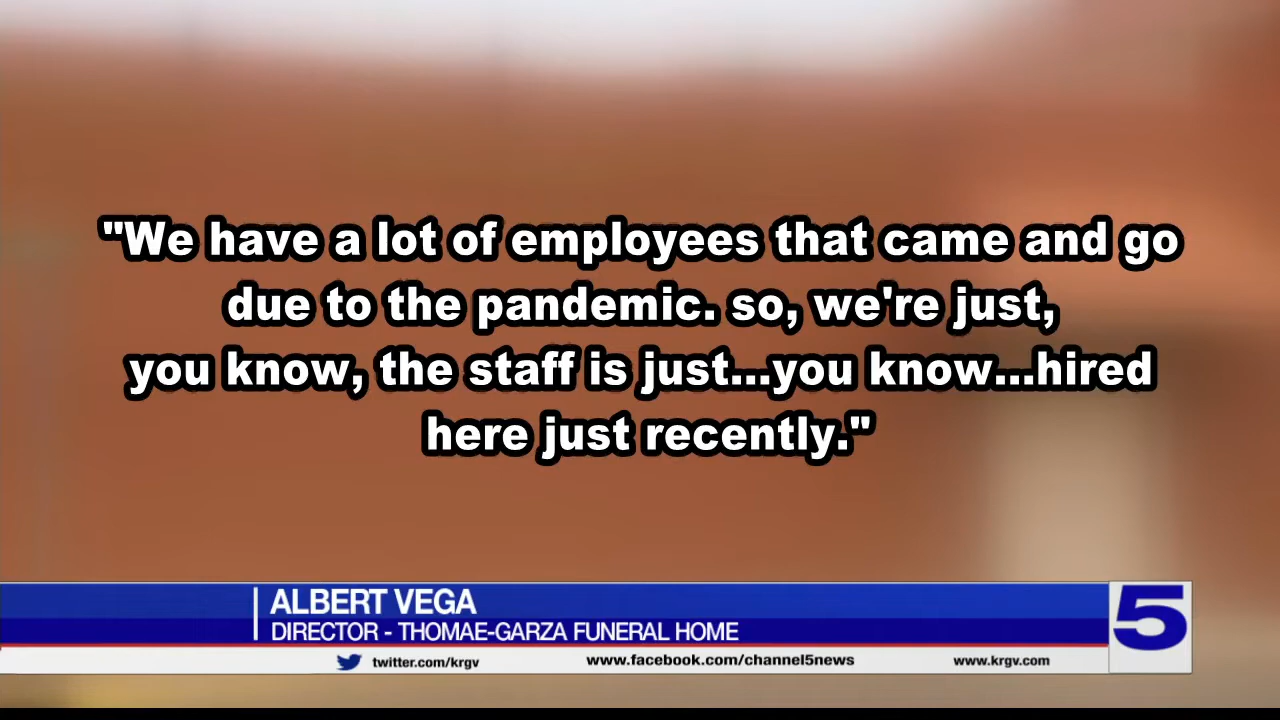 "We have a lot of employees that came and go
due to the pandemic. so, we're just,
you know, the staff is just...you know...hired
here just recently."
ALBERT VEGA
DIRECTOR - THOMAE-GARZA FUNERAL HOME
5
twitter.com/krgv www.facebook.com/channel5news www.krgv.com